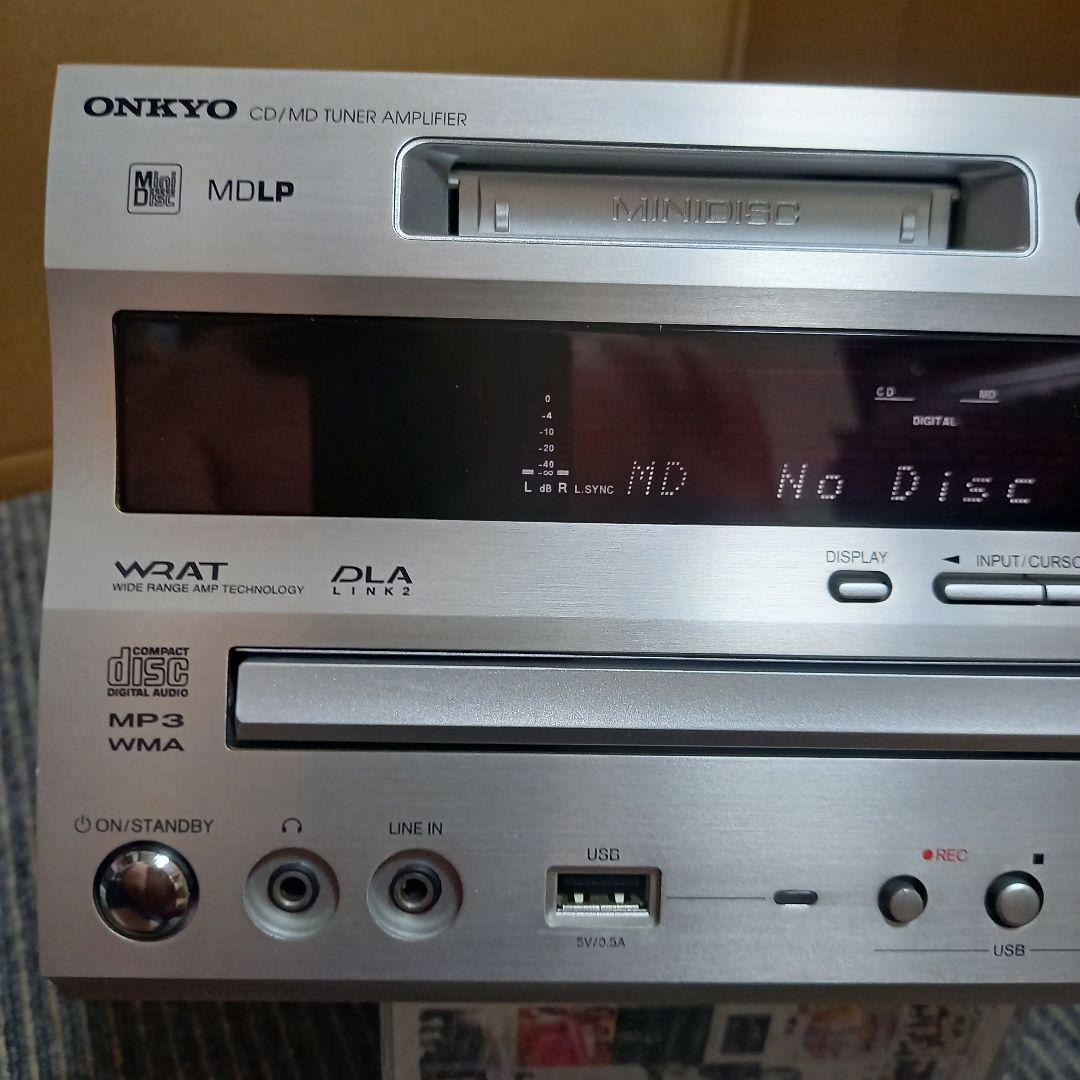 ONKYO CD/MD TUNER AMPLIFIER
Mini Disc
MDLP
MINIDISC
CD MD
DIGITAL
0
-4
-10
-20
-40
-∞
L dB R L.SYNC MD No Disc
WRAT
WIDE RANGE AMP TECHNOLOGY
DLA
LINK2
DISPLAY
◄ INPUT/CURSO
COMPACT
disc
DIGITAL AUDIO
MP3
WMA
ON/STANDBY
LINE IN
USB
5V/0.5A
●REC
■
USB